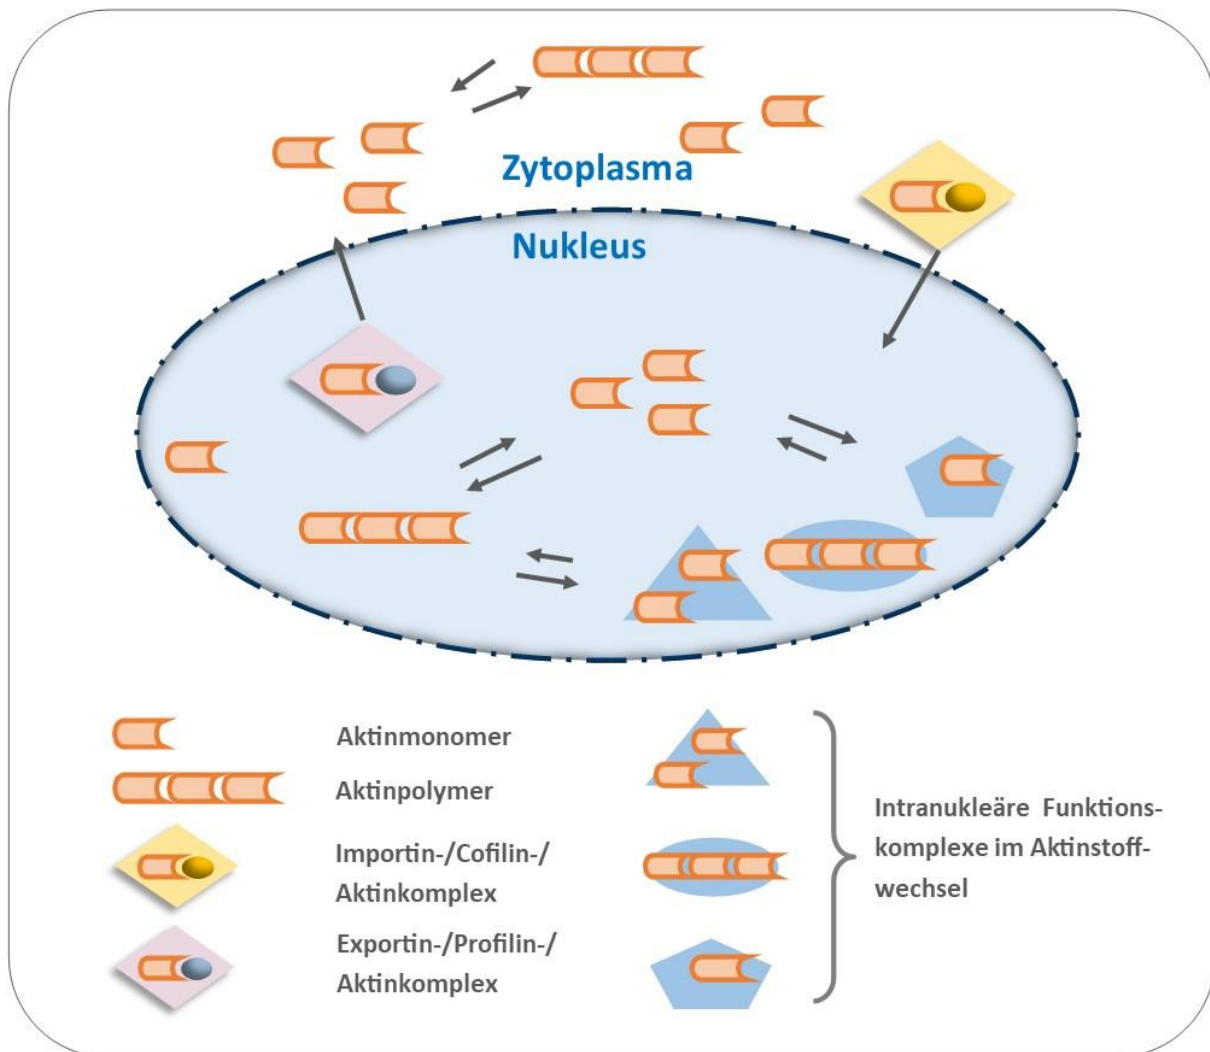 Zytoplasma
Nukleus
Aktinmonomer
Aktinpolymer
Importin-/Cofilin-/
Aktinkomplex
Exportin-/Profilin-/
Aktinkomplex
Intranukleäre Funktions-
komplexe im Aktinstoff-
wechsel